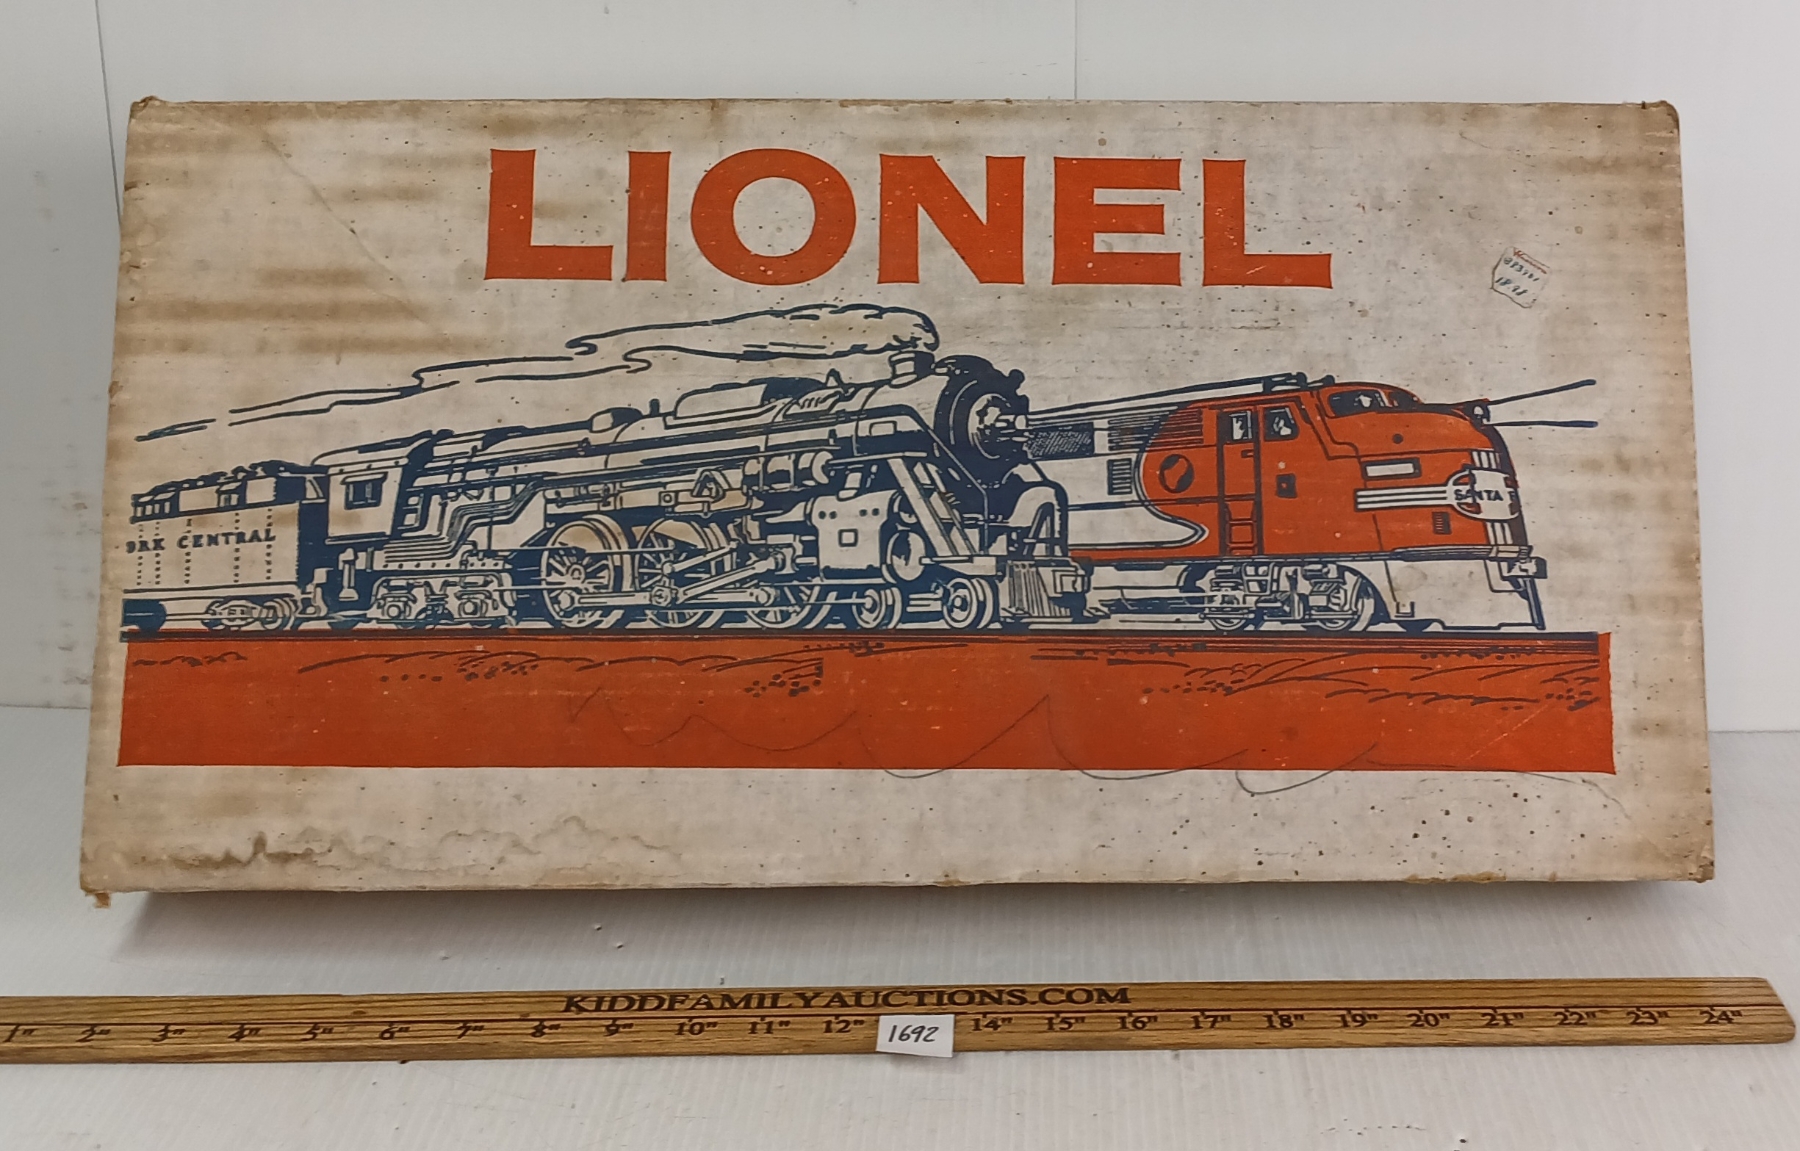 LIONEL
ORK CENTRAL
SANTA F
KIDDFAMILYAUCTIONS.COM
1" 2" 3" 4" 5" 6" 7" 8" 9" 10" 11" 12" 14" 15" 16" 17" 18" 19" 20" 21" 22" 23" 24"
1692